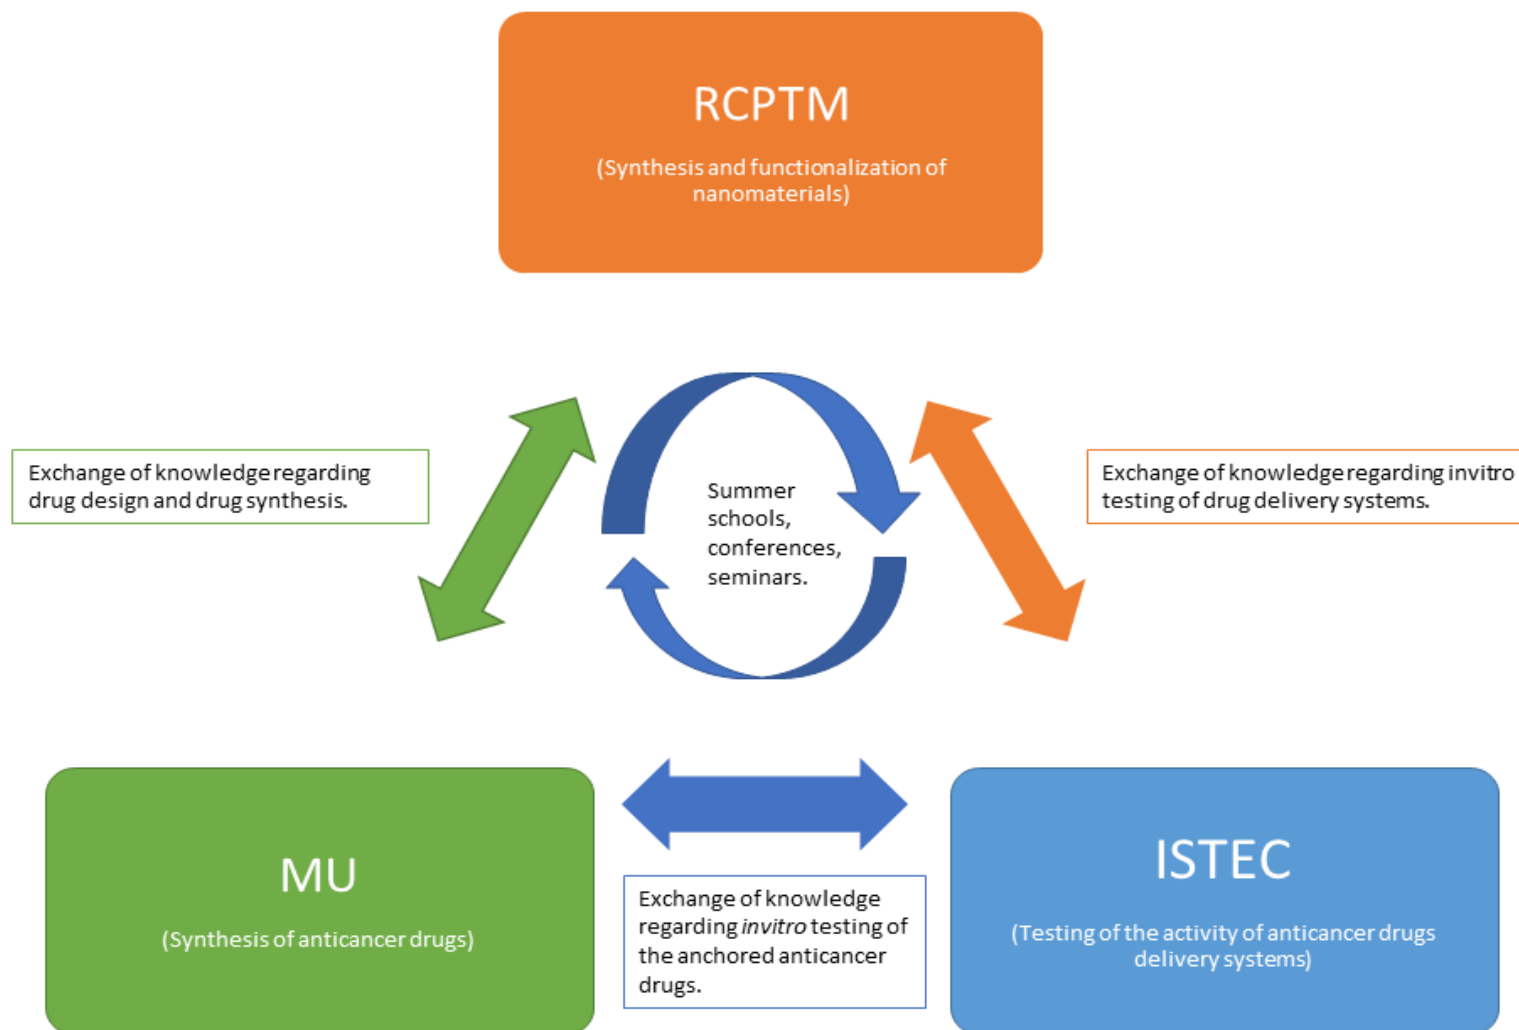 RCPTM
(Synthesis and functionalization of
nanomaterials)
Exchange of knowledge regarding
drug design and drug synthesis.
Summer
schools,
conferences,
seminars.
Exchange of knowledge regarding invitro
testing of drug delivery systems.
MU
(Synthesis of anticancer drugs)
Exchange of knowledge
regarding invitro testing of
the anchored anticancer
drugs.
ISTEC
(Testing of the activity of anticancer drugs
delivery systems)